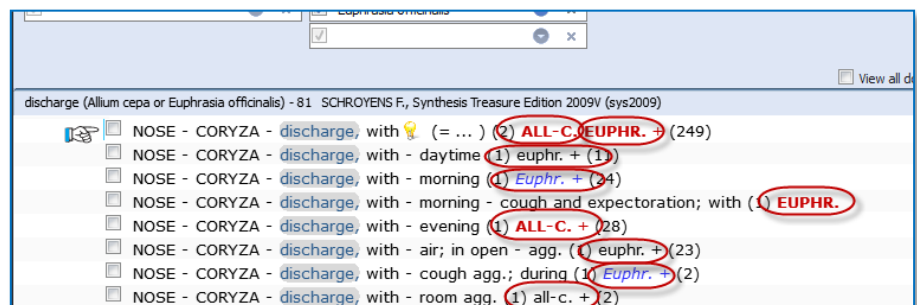 Euphrasia officinalis
View all
discharge (Allium cepa or Euphrasia officinalis) - 81 SCHROYENS F., Synthesis Treasure Edition 2009V (sys2009)
NOSE - CORYZA - discharge, with (= ... ) (2) ALL-C. EUPHR. + (249)
NOSE - CORYZA - discharge, with - daytime (1) euphr. + (11)
NOSE - CORYZA - discharge, with - morning (1) Euphr. + (24)
NOSE - CORYZA - discharge, with - morning - cough and expectoration; with (1) EUPHR.
NOSE - CORYZA - discharge, with - evening (1) ALL-C. + (28)
NOSE - CORYZA - discharge, with - air; in open - agg. (1) euphr. + (23)
NOSE - CORYZA - discharge, with - cough agg.; during (1) Euphr. + (2)
NOSE - CORYZA - discharge, with - room agg. (1) all-c. + (2)